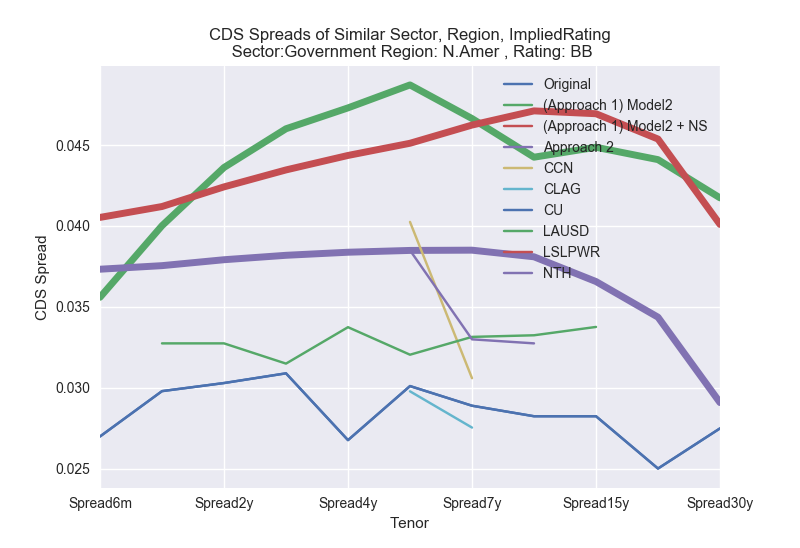 CDS Spreads of Similar Sector, Region, ImpliedRating
Sector:Government Region: N.Amer , Rating: BB
Original
(Approach 1) Model2
(Approach 1) Model2 + NS
Approach 2
CCN
CLAG
CU
LAUSD
LSLPWR
NTH
0.045
0.040
0.035
0.030
0.025
CDS Spread
Spread6m Spread2y Spread4y Spread7y Spread15y Spread30y
Tenor